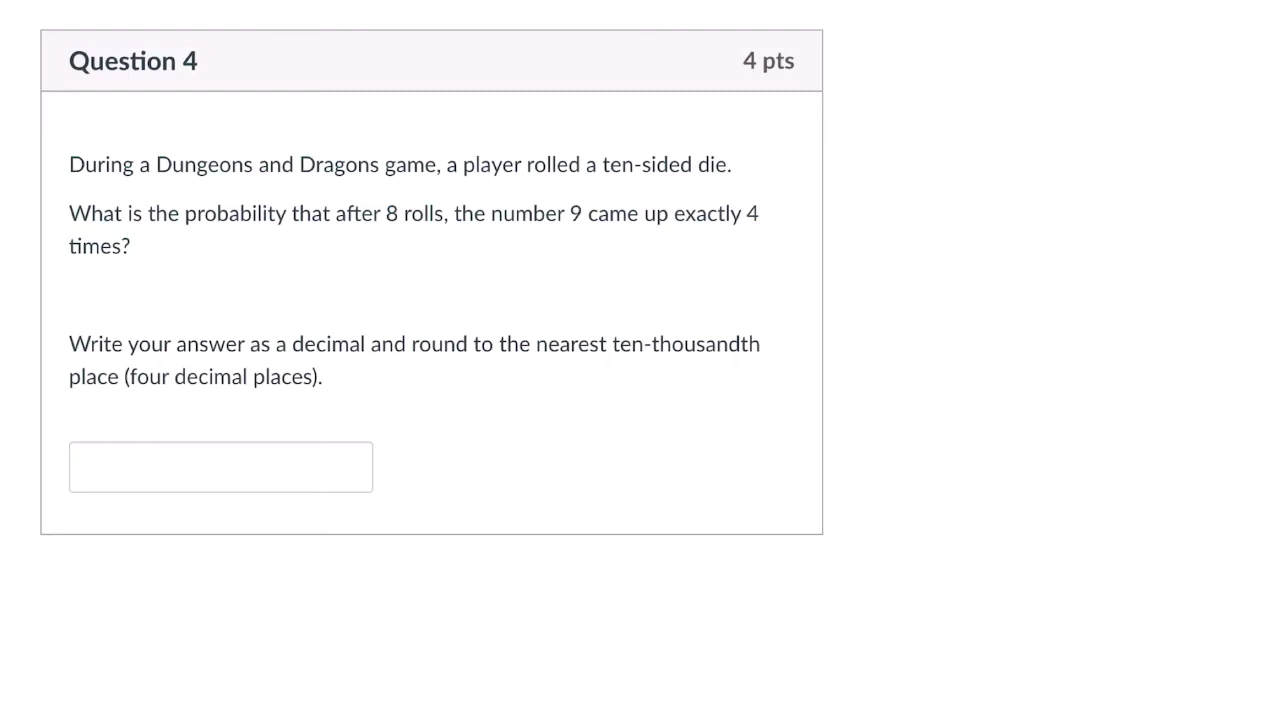 Question 4
4 pts
During a Dungeons and Dragons game, a player rolled a ten-sided die.
What is the probability that after 8 rolls, the number 9 came up exactly 4
times?
Write your answer as a decimal and round to the nearest ten-thousandth
place (four decimal places).